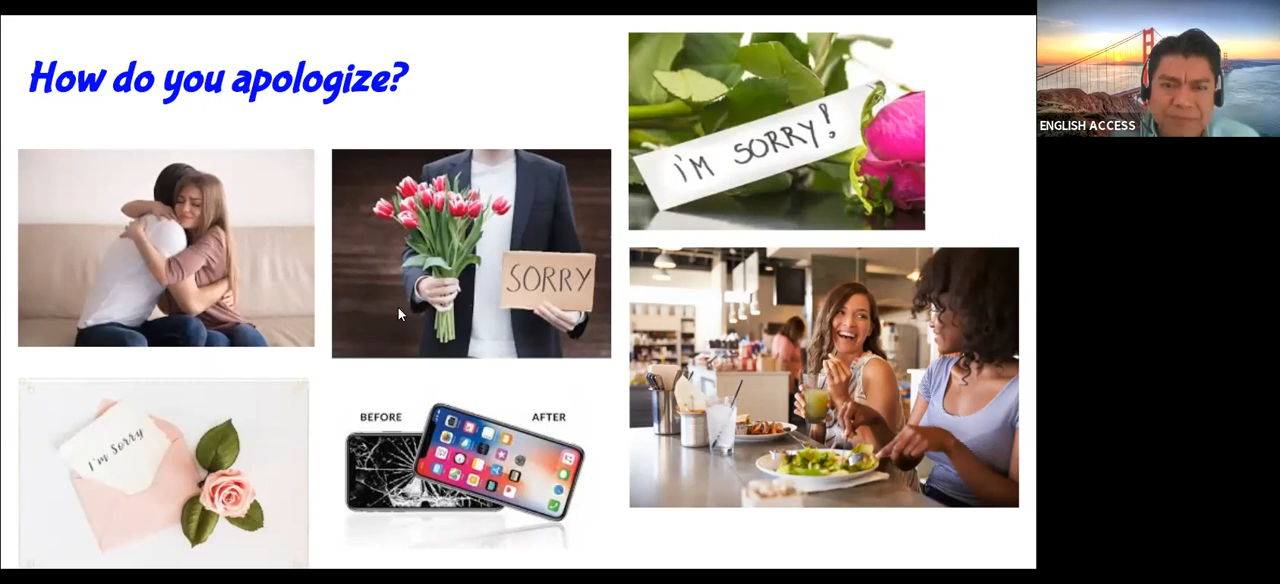 How do you apologize?
I'M SORRY!
ENGLISH ACCESS
SORRY
I'm Sorry
BEFORE
AFTER